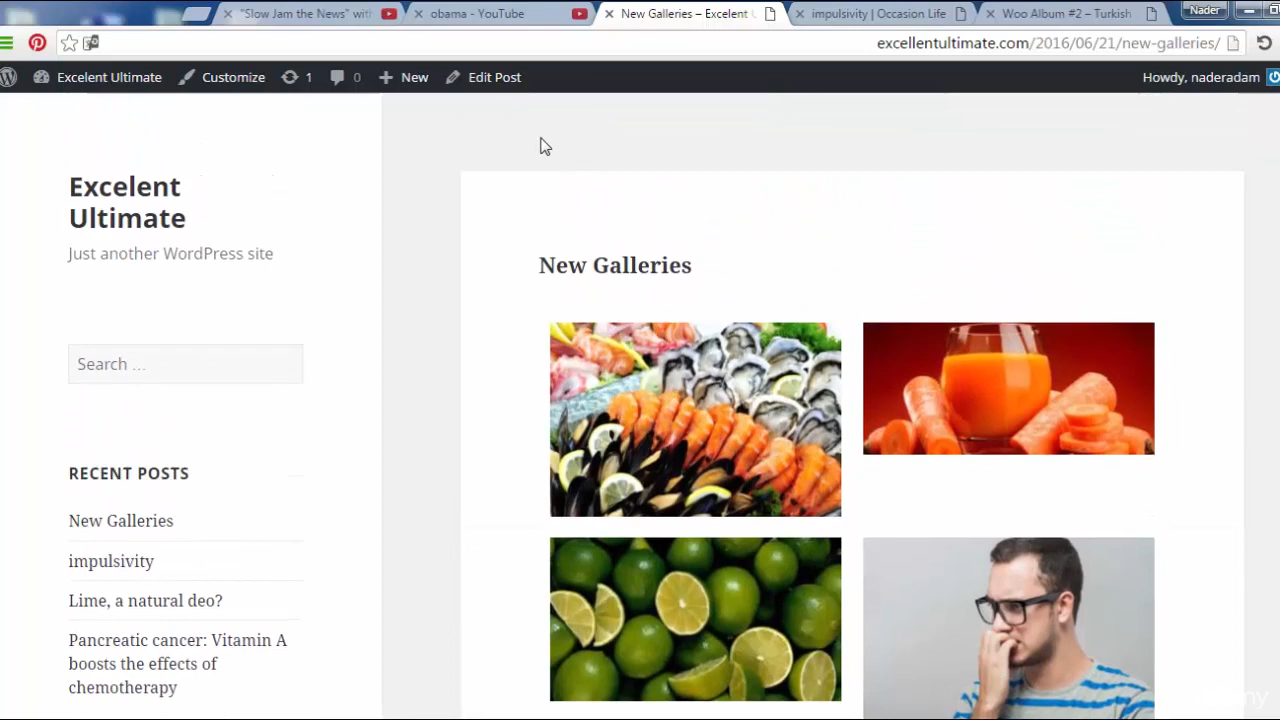 "Slow Jam the News" with
obama - YouTube
New Galleries – Excelent U
impulsivity | Occasion Life
Woo Album #2 – Turkish
Nader
excellentultimate.com/2016/06/21/new-galleries/
Excelent Ultimate
Customize
1
0
New
Edit Post
Howdy, naderadam
Excelent
Ultimate
Just another WordPress site
Search …
RECENT POSTS
New Galleries
impulsivity
Lime, a natural deo?
Pancreatic cancer: Vitamin A
boosts the effects of
chemotherapy
New Galleries